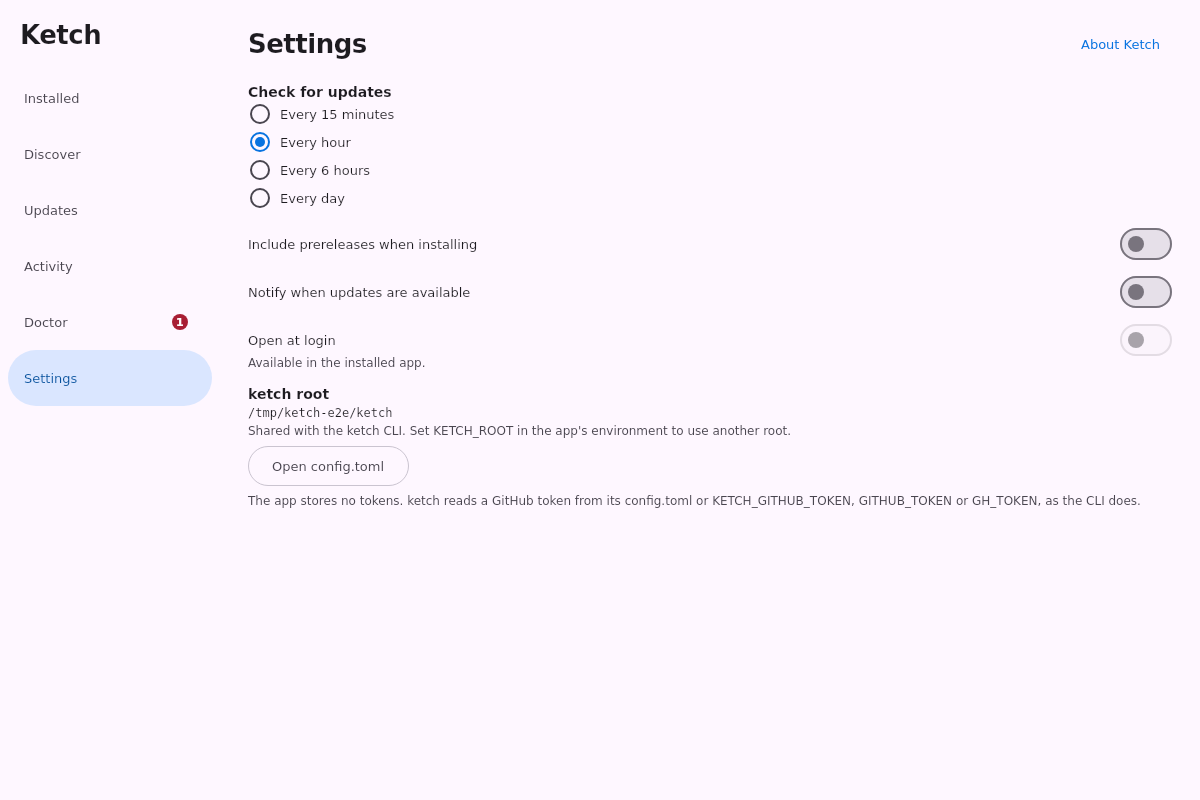 Ketch
Installed
Discover
Updates
Activity
Doctor 1
Settings
Settings
About Ketch
Check for updates
Every 15 minutes
Every hour
Every 6 hours
Every day
Include prereleases when installing
Notify when updates are available
Open at login
Available in the installed app.
ketch root
/tmp/ketch-e2e/ketch
Shared with the ketch CLI. Set KETCH_ROOT in the app's environment to use another root.
Open config.toml
The app stores no tokens. ketch reads a GitHub token from its config.toml or KETCH_GITHUB_TOKEN, GITHUB_TOKEN or GH_TOKEN, as the CLI does.